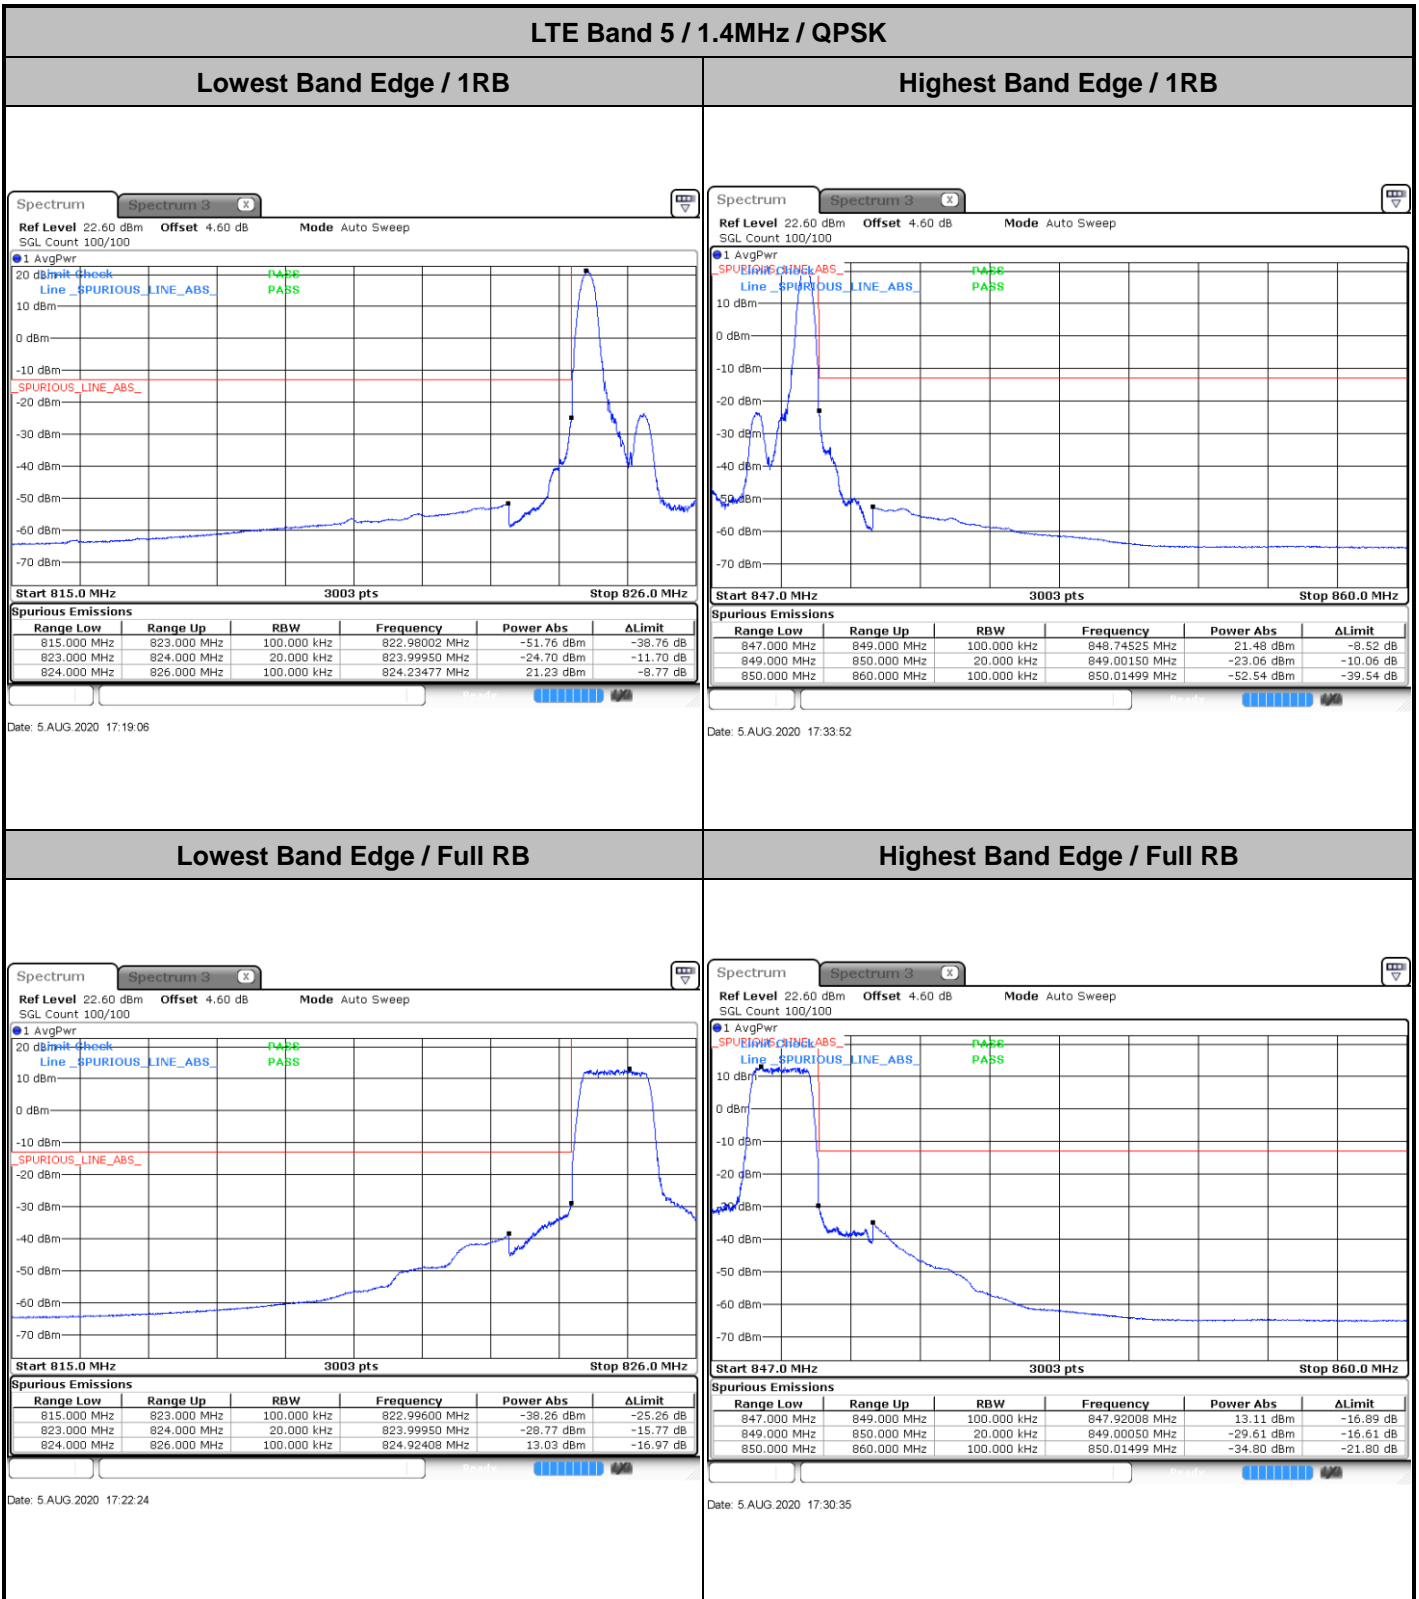 LTE Band 5 / 1.4MHz / QPSK
Lowest Band Edge / 1RB
Highest Band Edge / 1RB
Spectrum
Spectrum 3
X
Ref Level 22.60 dBm Offset 4.60 dB Mode Auto Sweep
SGL Count 100/100
1 AvgPwr
20 dBm
Limit Check PASS
Line _SPURIOUS_LINE_ABS_ PASS
10 dBm
0 dBm
-10 dBm
_SPURIOUS_LINE_ABS_
-20 dBm
-30 dBm
-40 dBm
-50 dBm
-60 dBm
-70 dBm
Start 815.0 MHz 3003 pts Stop 826.0 MHz
Spurious Emissions
Range Low Range Up RBW Frequency Power Abs ΔLimit
815.000 MHz 823.000 MHz 100.000 kHz 822.98002 MHz -51.76 dBm -38.76 dB
823.000 MHz 824.000 MHz 20.000 kHz 823.99950 MHz -24.70 dBm -11.70 dB
824.000 MHz 826.000 MHz 100.000 kHz 824.23477 MHz 21.23 dBm -8.77 dB
Ready
Date: 5.AUG.2020 17:19:06
Spectrum
Spectrum 3
X
Ref Level 22.60 dBm Offset 4.60 dB Mode Auto Sweep
SGL Count 100/100
1 AvgPwr
_SPURIOUS_LINE_ABS_
Limit Check PASS
Line _SPURIOUS_LINE_ABS_ PASS
10 dBm
0 dBm
-10 dBm
-20 dBm
-30 dBm
-40 dBm
-50 dBm
-60 dBm
-70 dBm
Start 847.0 MHz 3003 pts Stop 860.0 MHz
Spurious Emissions
Range Low Range Up RBW Frequency Power Abs ΔLimit
847.000 MHz 849.000 MHz 100.000 kHz 848.74525 MHz 21.48 dBm -8.52 dB
849.000 MHz 850.000 MHz 20.000 kHz 849.00150 MHz -23.06 dBm -10.06 dB
850.000 MHz 860.000 MHz 100.000 kHz 850.01499 MHz -52.54 dBm -39.54 dB
Ready
Date: 5.AUG.2020 17:33:52
Lowest Band Edge / Full RB
Highest Band Edge / Full RB
Spectrum
Spectrum 3
X
Ref Level 22.60 dBm Offset 4.60 dB Mode Auto Sweep
SGL Count 100/100
1 AvgPwr
20 dBm
Limit Check PASS
Line _SPURIOUS_LINE_ABS_ PASS
10 dBm
0 dBm
-10 dBm
_SPURIOUS_LINE_ABS_
-20 dBm
-30 dBm
-40 dBm
-50 dBm
-60 dBm
-70 dBm
Start 815.0 MHz 3003 pts Stop 826.0 MHz
Spurious Emissions
Range Low Range Up RBW Frequency Power Abs ΔLimit
815.000 MHz 823.000 MHz 100.000 kHz 822.99600 MHz -38.26 dBm -25.26 dB
823.000 MHz 824.000 MHz 20.000 kHz 823.99950 MHz -28.77 dBm -15.77 dB
824.000 MHz 826.000 MHz 100.000 kHz 824.92408 MHz 13.03 dBm -16.97 dB
Ready
Date: 5.AUG.2020 17:22:24
Spectrum
Spectrum 3
X
Ref Level 22.60 dBm Offset 4.60 dB Mode Auto Sweep
SGL Count 100/100
1 AvgPwr
_SPURIOUS_LINE_ABS_
Limit Check PASS
Line _SPURIOUS_LINE_ABS_ PASS
10 dBm
0 dBm
-10 dBm
-20 dBm
-30 dBm
-40 dBm
-50 dBm
-60 dBm
-70 dBm
Start 847.0 MHz 3003 pts Stop 860.0 MHz
Spurious Emissions
Range Low Range Up RBW Frequency Power Abs ΔLimit
847.000 MHz 849.000 MHz 100.000 kHz 847.92008 MHz 13.11 dBm -16.89 dB
849.000 MHz 850.000 MHz 20.000 kHz 849.00050 MHz -29.61 dBm -16.61 dB
850.000 MHz 860.000 MHz 100.000 kHz 850.01499 MHz -34.80 dBm -21.80 dB
Ready
Date: 5.AUG.2020 17:30:35